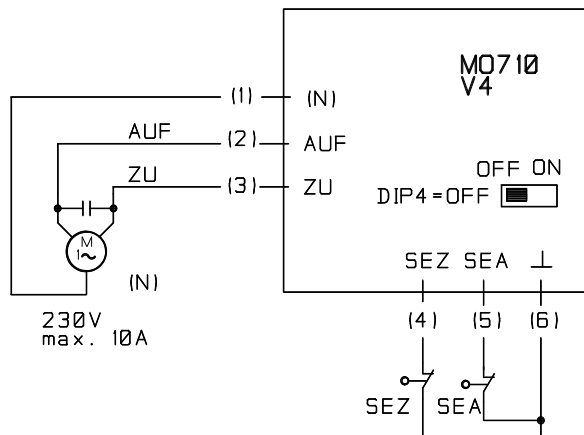 MO710
V4
(1) (N)
AUF (2) AUF
OFF ON
ZU (3) ZU
DIP4=OFF
M
1~
SEZ SEA ⊥
(N)
(4) (5) (6)
230V
max. 10A
SEZ SEA